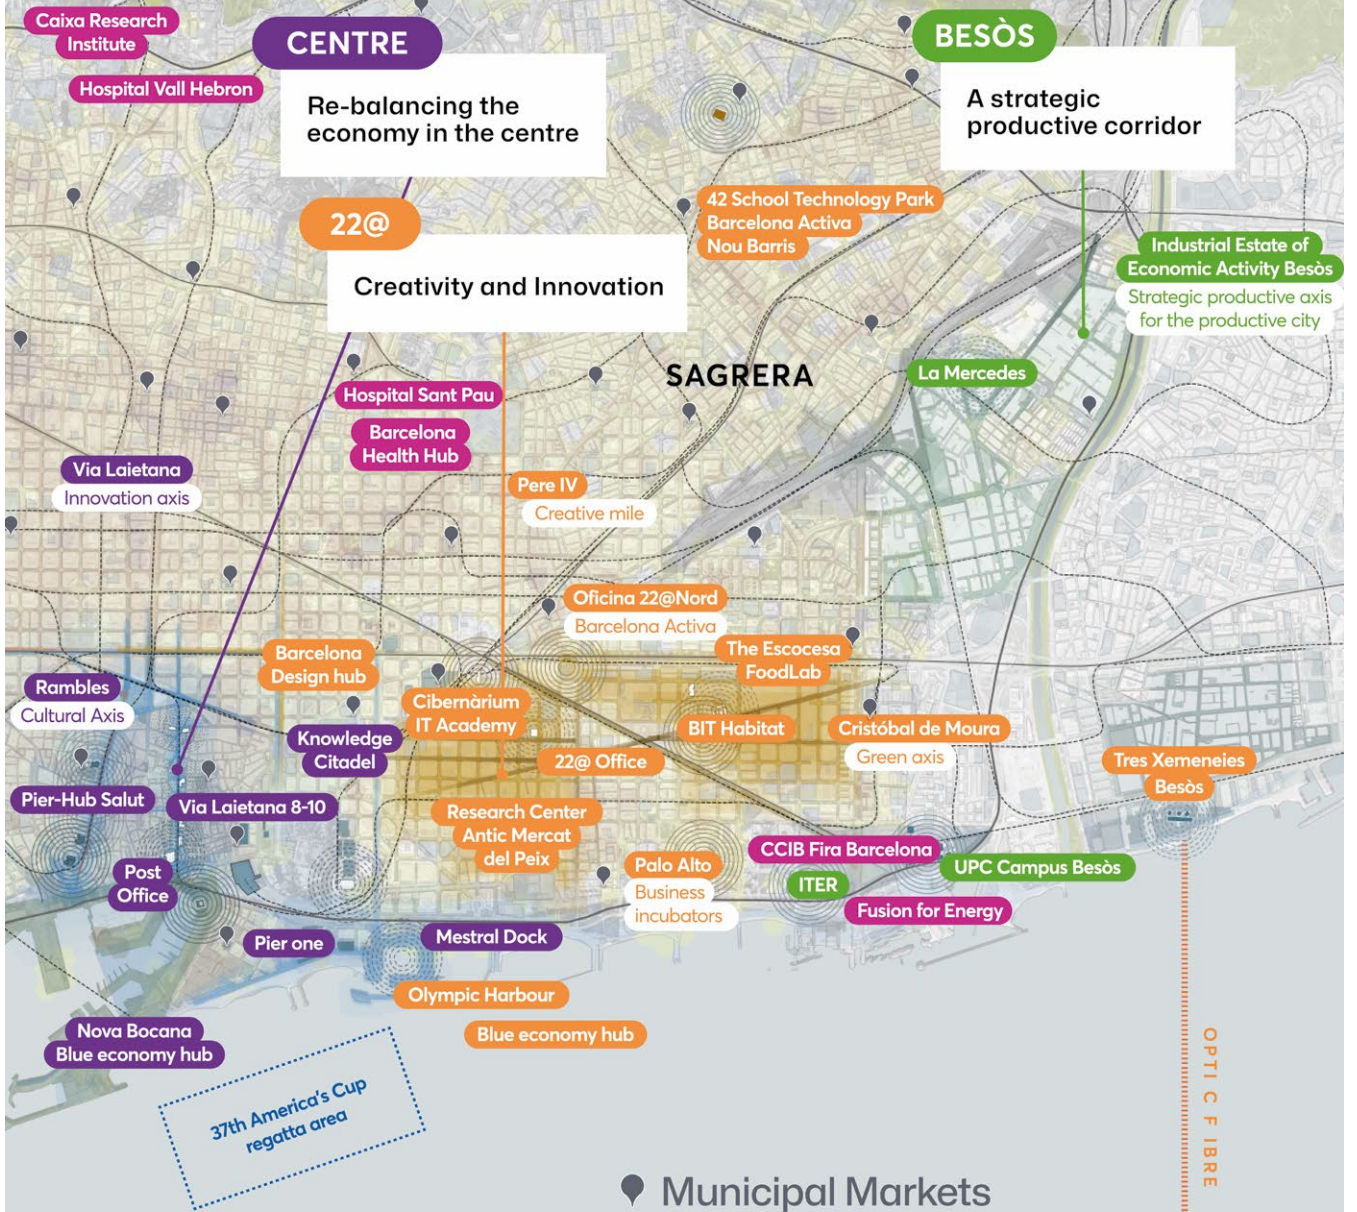 Caixa Research
Institute
Hospital Vall Hebron
CENTRE
Re-balancing the
economy in the centre
BESÒS
A strategic
productive corridor
22@
Creativity and Innovation
42 School Technology Park
Barcelona Activa
Nou Barris
Industrial Estate of
Economic Activity Besòs
Strategic productive axis
for the productive city
SAGRERA
La Mercedes
Hospital Sant Pau
Barcelona
Health Hub
Via Laietana
Innovation axis
Pere IV
Creative mile
Oficina 22@Nord
Barcelona Activa
The Escocesa
FoodLab
Barcelona
Design hub
Rambles
Cultural Axis
Cibernàrium
IT Academy
BIT Habitat
Cristóbal de Moura
Green axis
Knowledge
Citadel
22@ Office
Tres Xemeneies
Besòs
Pier-Hub Salut
Via Laietana 8-10
Research Center
Antic Mercat
del Peix
CCIB Fira Barcelona
Palo Alto
Business
incubators
UPC Campus Besòs
ITER
Post
Office
Fusion for Energy
Pier one
Mestral Dock
Olympic Harbour
Blue economy hub
Nova Bocana
Blue economy hub
37th America's Cup
regatta area
OPTI C F IBRE
Municipal Markets